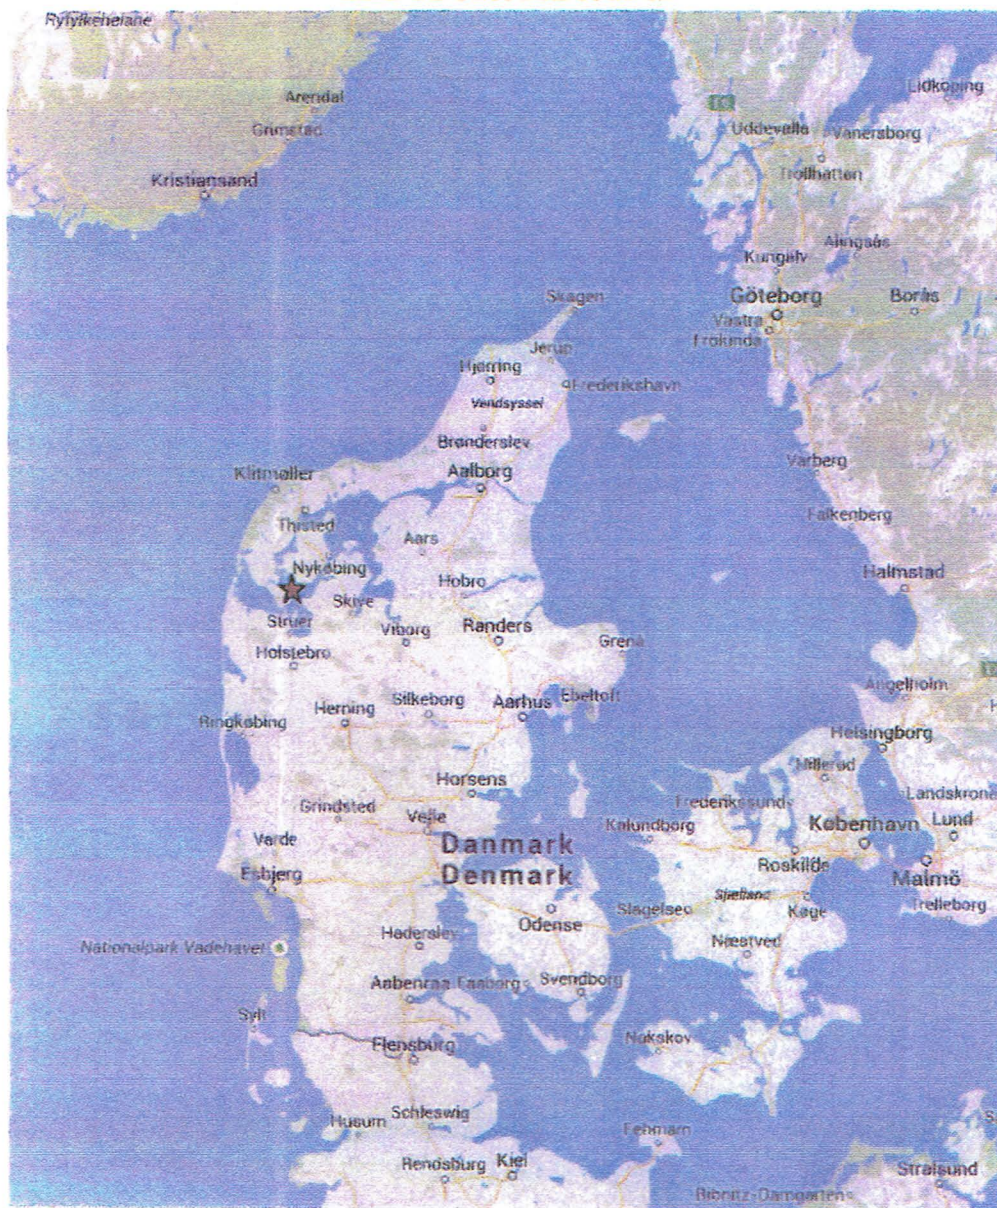 Ryfylkeheiane
Lidköping
Arendal
E6
Grimstad
Uddevalla
Vänersborg
Trollhättan
Kristiansand
Alingsås
Kungälv
Skagen
Göteborg
Borås
Västra
Frölunda
Jerup
Hjørring
Frederikshavn
Vendsyssel
Brønderslev
Varberg
Klitmøller
Aalborg
Falkenberg
Thisted
Aars
Nykøbing
Hobro
Halmstad
Skive
Struer
Viborg
Randers
Grenå
Holstebro
Ängelholm
Silkeborg
Aarhus
Ebeltoft
Ringkøbing
Herning
Helsingborg
Hillerød
Horsens
Landskrona
Grindsted
Frederikssund
Vejle
Kalundborg
København
Lund
Varde
Danmark
Denmark
Roskilde
Malmö
Esbjerg
Sjælland
Slagelse
Køge
Trelleborg
Odense
Haderslev
Næstved
Nationalpark Vadehavet
Aabenraa
Faaborg
Svendborg
Sylt
Nakskov
Flensburg
Schleswig
Husum
Fehmarn
Rendsburg
Kiel
Stralsund
Ribnitz-Damgarten